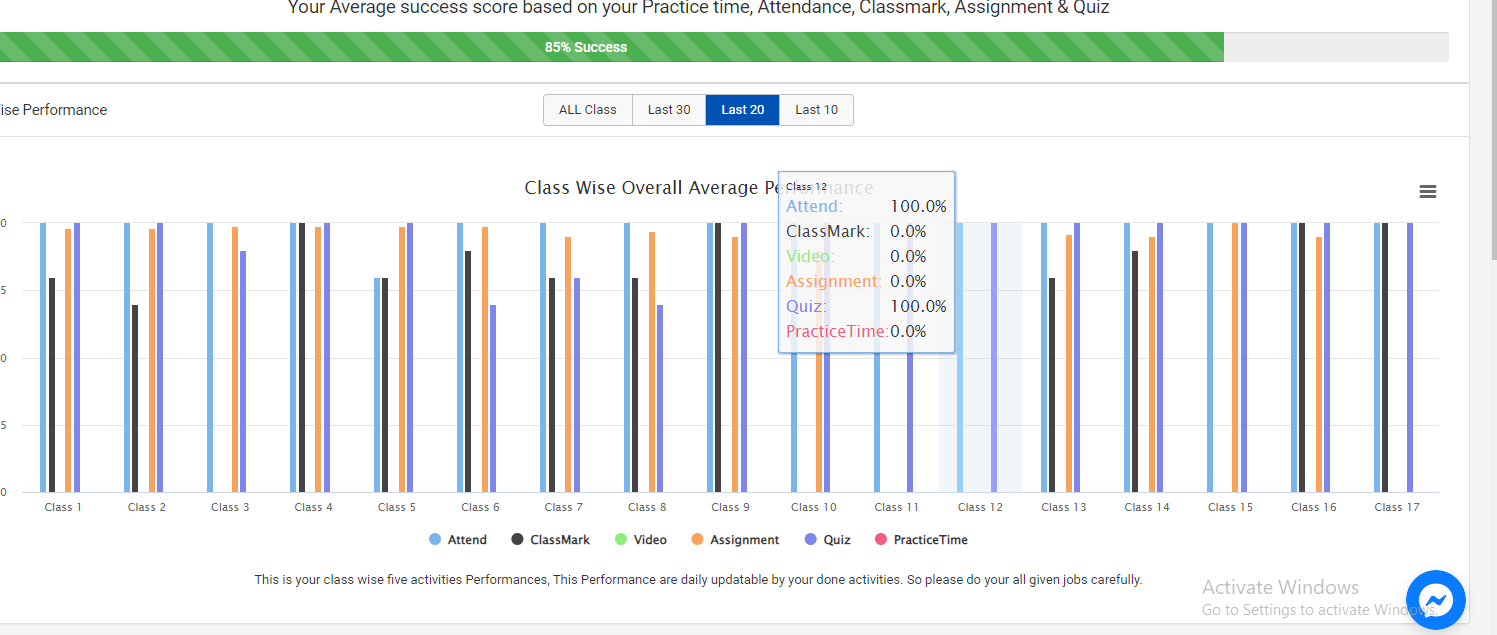 Your Average success score based on your Practice time, Attendance, Classmark, Assignment & Quiz
85% Success
ise Performance
ALL Class Last 30 Last 20 Last 10
Class Wise Overall Average Performance
Class 12
Attend: 100.0%
ClassMark: 0.0%
Video: 0.0%
Assignment: 0.0%
Quiz: 100.0%
PracticeTime: 0.0%
0
5
0
5
0
Class 1 Class 2 Class 3 Class 4 Class 5 Class 6 Class 7 Class 8 Class 9 Class 10 Class 11 Class 12 Class 13 Class 14 Class 15 Class 16 Class 17
Attend ClassMark Video Assignment Quiz PracticeTime
This is your class wise five activities Performances, This Performance are daily updatable by your done activities. So please do your all given jobs carefully.
Activate Windows
Go to Settings to activate Windows.